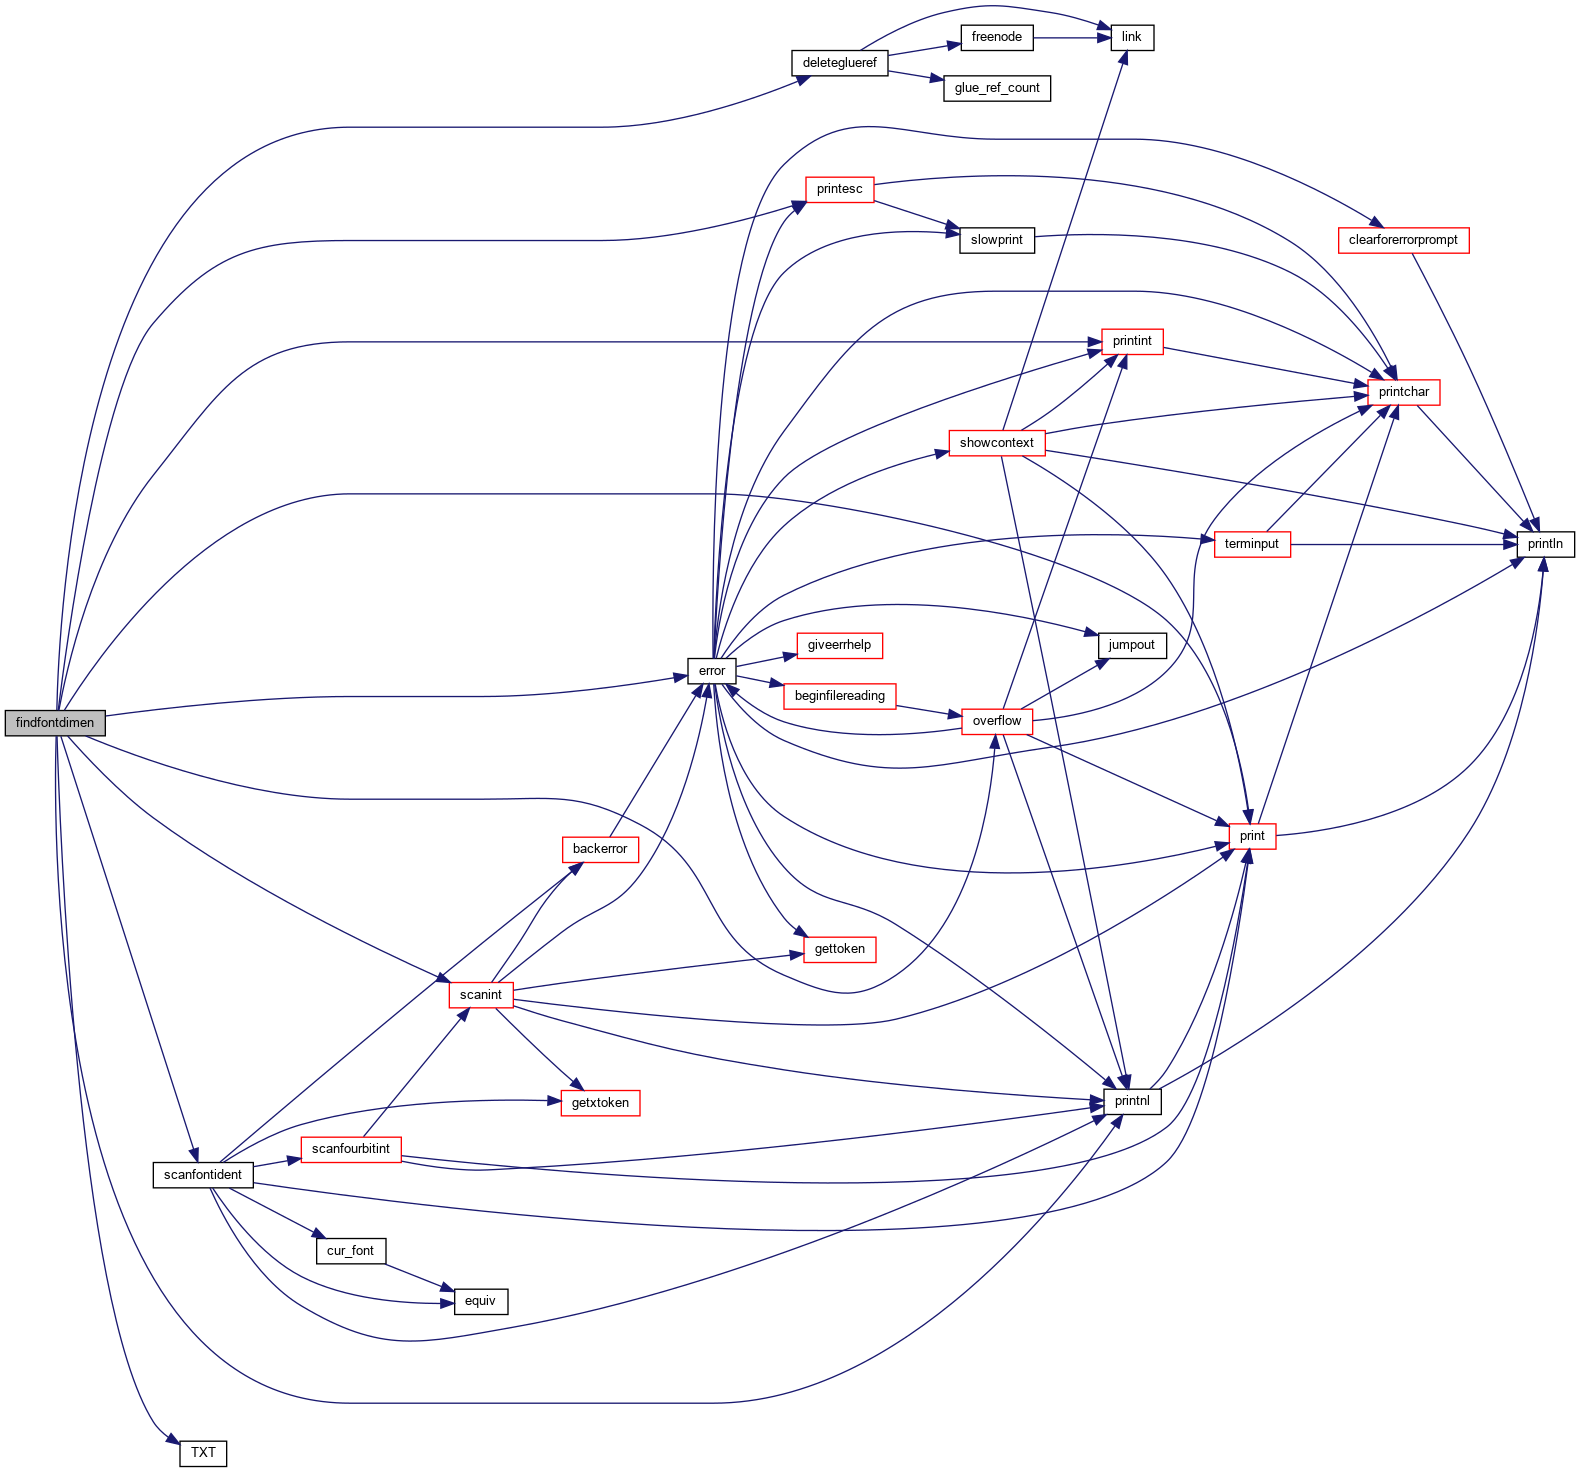 link
freenode
deleteglueref
glue_ref_count
printesc
slowprint
clearforerrorprompt
printint
printchar
showcontext
terminput
println
jumpout
giveerrhelp
error
beginfilereading
overflow
findfontdimen
print
backerror
gettoken
scanint
getxtoken
printnl
scanfourbitint
scanfontident
cur_font
equiv
TXT